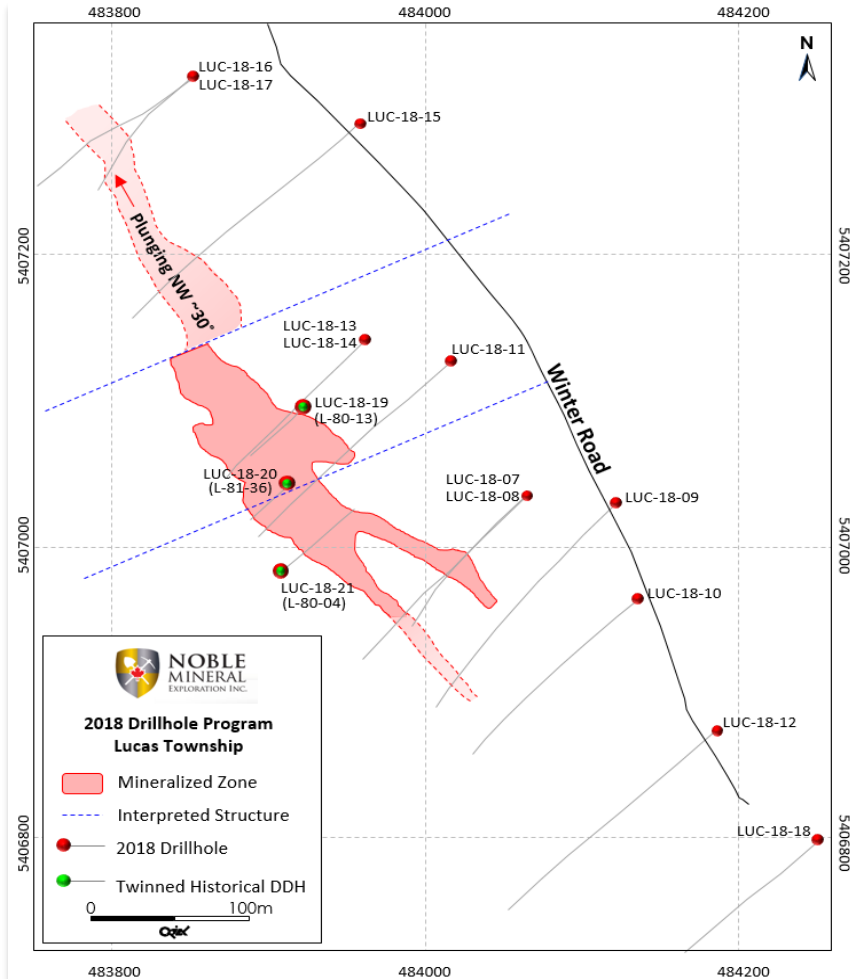 483800
484000
484200
N
LUC-18-16
LUC-18-17
LUC-18-15
5407200
5407200
Plunging NW ~30°
LUC-18-13
LUC-18-14
LUC-18-11
Winter Road
LUC-18-19
(L-80-13)
LUC-18-20
(L-81-36)
LUC-18-07
LUC-18-08
LUC-18-09
5407000
5407000
LUC-18-21
(L-80-04)
LUC-18-10
NOBLE
MINERAL
EXPLORATION INC.
2018 Drillhole Program
Lucas Township
LUC-18-12
Mineralized Zone
Interpreted Structure
LUC-18-18
5406800
5406800
2018 Drillhole
Twinned Historical DDH
0
100m
483800
484000
484200